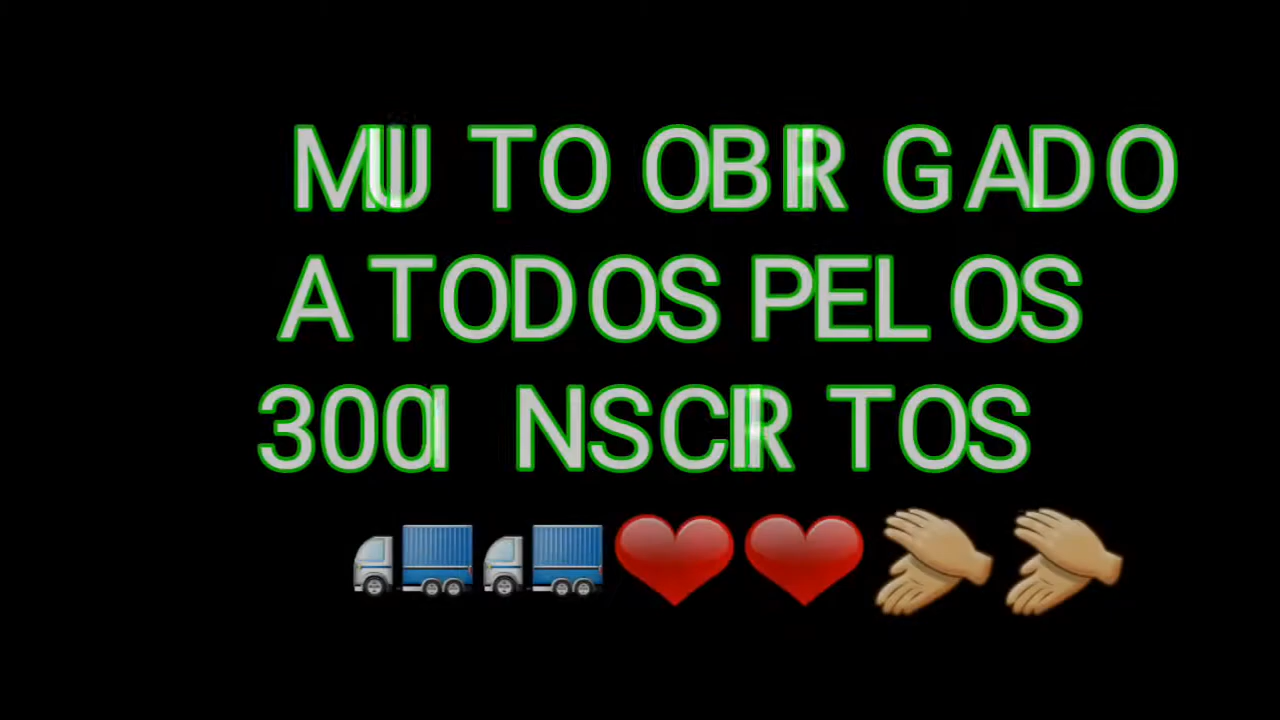 MUITO OBRIGADO
A TODOS PELOS
300 INSCRITOS
🚚🚚❤️❤️👏🏼👏🏼